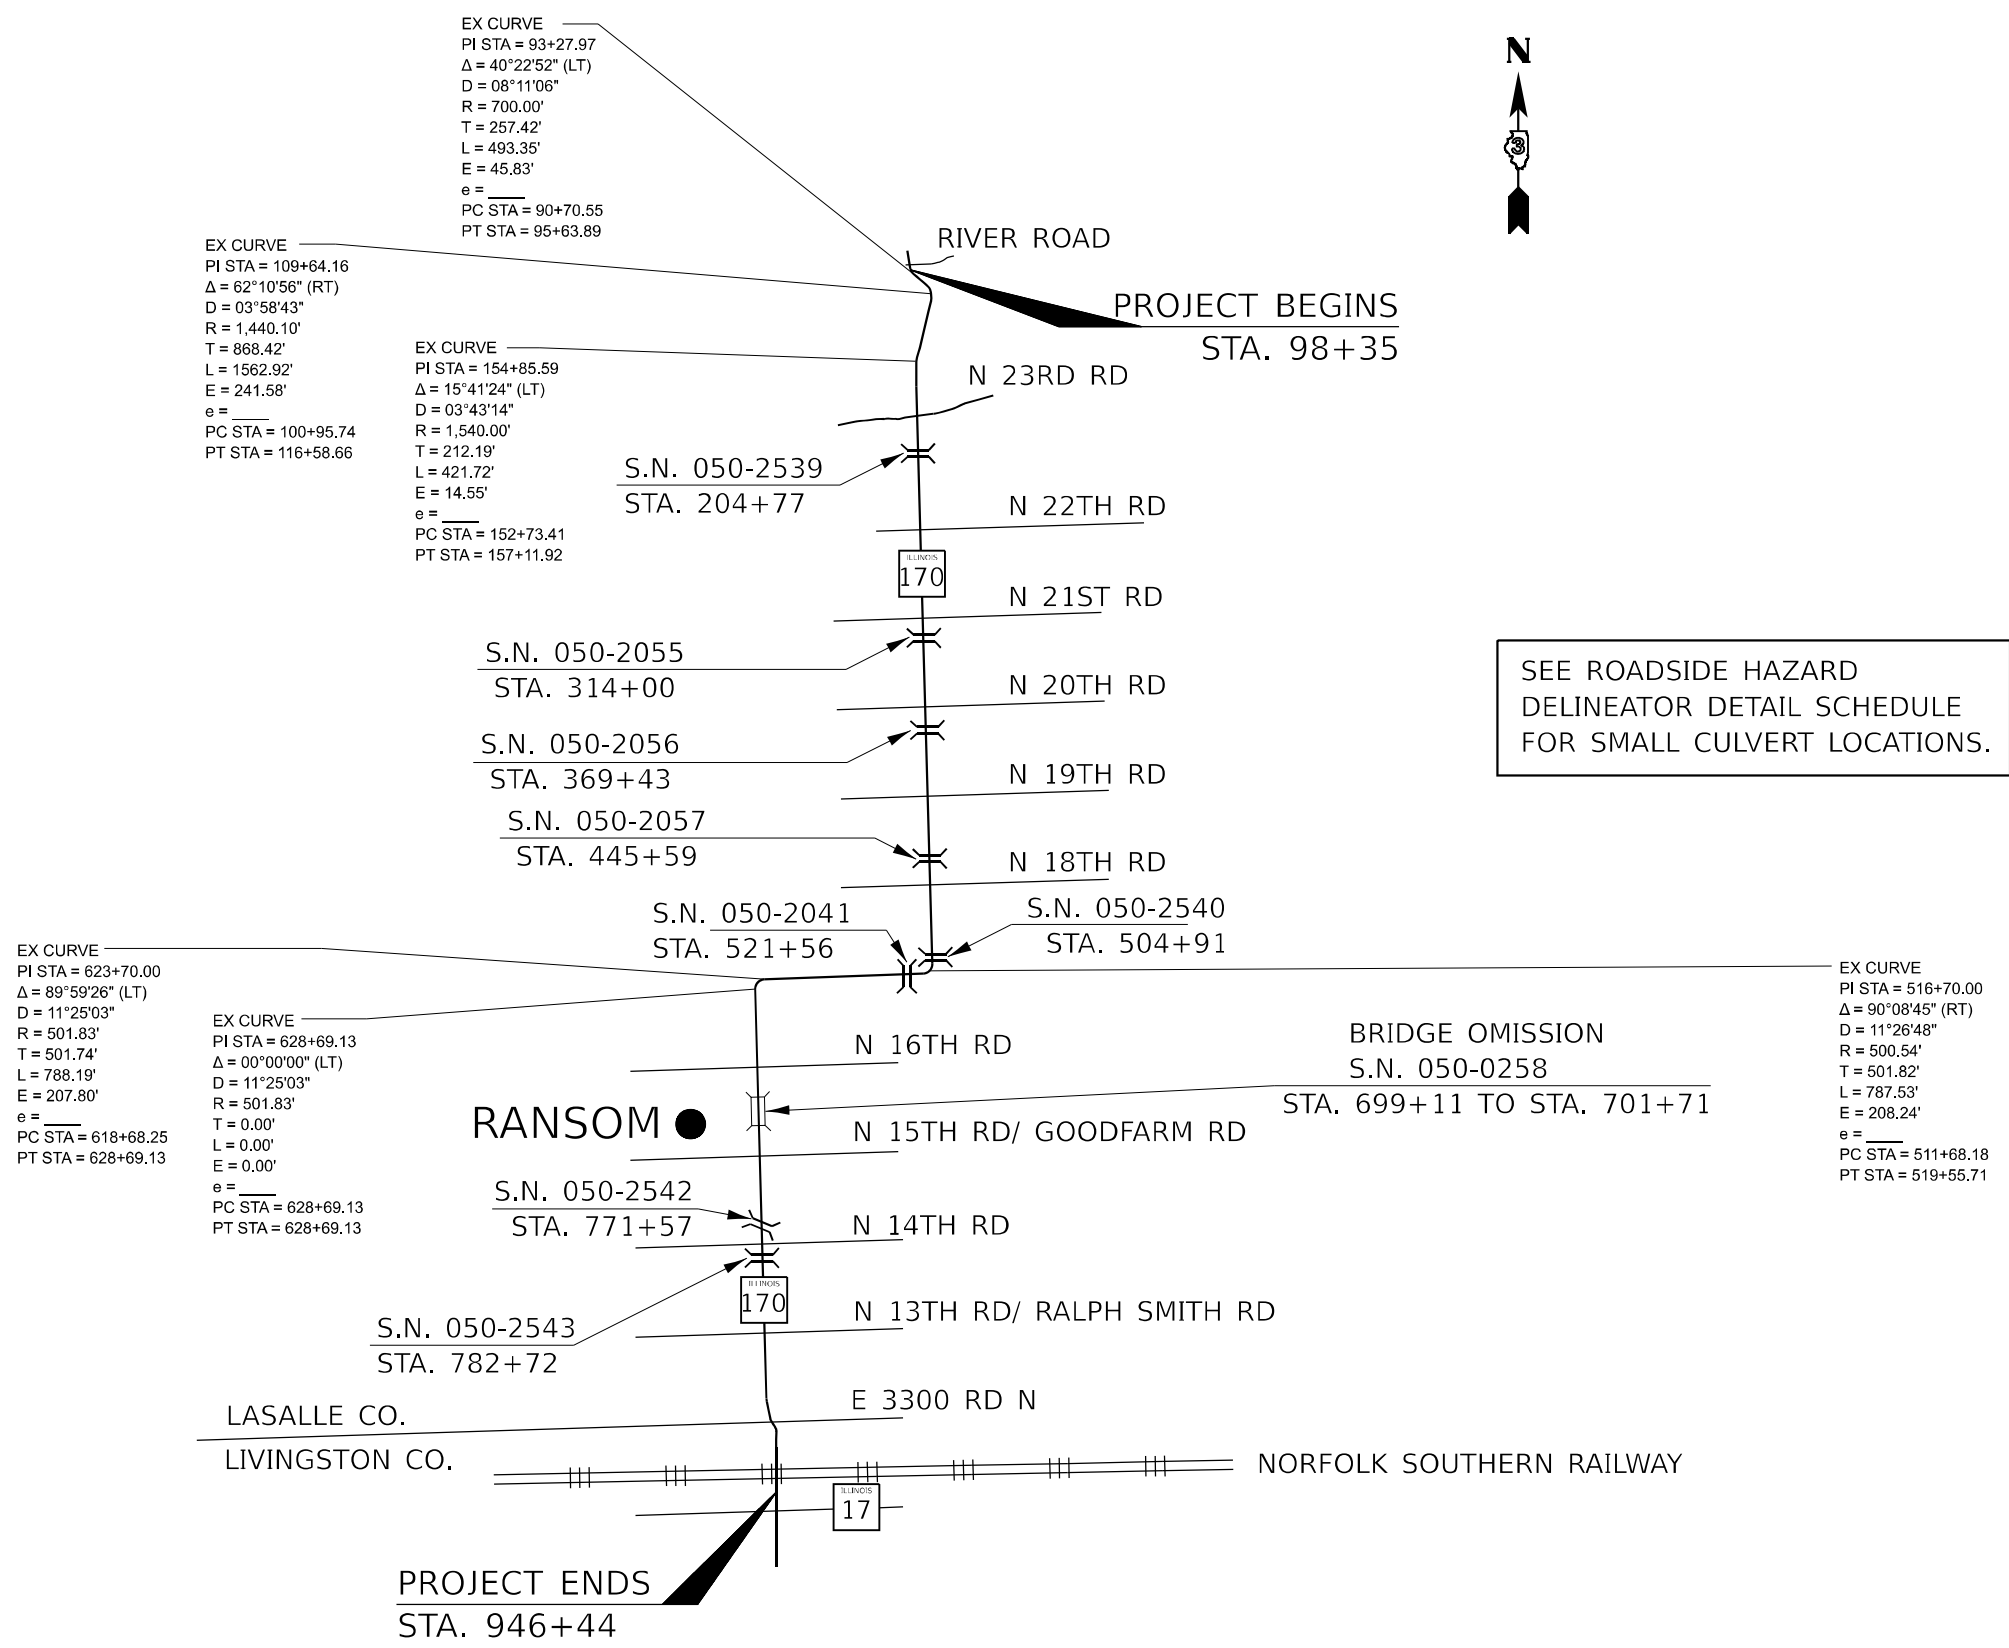 EX CURVE
PI STA = 93+27.97
Δ = 40°22'52" (LT)
D = 08°11'06"
R = 700.00'
T = 257.42'
L = 493.35'
E = 45.83'
e = ____
PC STA = 90+70.55
PT STA = 95+63.89
N
3
EX CURVE
PI STA = 109+64.16
Δ = 62°10'56" (RT)
D = 03°58'43"
R = 1,440.10'
T = 868.42'
L = 1562.92'
E = 241.58'
e = ____
PC STA = 100+95.74
PT STA = 116+58.66
RIVER ROAD
PROJECT BEGINS
STA. 98+35
EX CURVE
PI STA = 154+85.59
Δ = 15°41'24" (LT)
D = 03°43'14"
R = 1,540.00'
T = 212.19'
L = 421.72'
E = 14.55'
e = ____
PC STA = 152+73.41
PT STA = 157+11.92
N 23RD RD
S.N. 050-2539
STA. 204+77
N 22TH RD
ILLINOIS
170
N 21ST RD
S.N. 050-2055
STA. 314+00
N 20TH RD
SEE ROADSIDE HAZARD
DELINEATOR DETAIL SCHEDULE
FOR SMALL CULVERT LOCATIONS.
S.N. 050-2056
STA. 369+43
N 19TH RD
S.N. 050-2057
STA. 445+59
N 18TH RD
S.N. 050-2041
STA. 521+56
S.N. 050-2540
STA. 504+91
EX CURVE
PI STA = 623+70.00
Δ = 89°59'26" (LT)
D = 11°25'03"
R = 501.83'
T = 501.74'
L = 788.19'
E = 207.80'
e = ____
PC STA = 618+68.25
PT STA = 628+69.13
EX CURVE
PI STA = 628+69.13
Δ = 00°00'00" (LT)
D = 11°25'03"
R = 501.83'
T = 0.00'
L = 0.00'
E = 0.00'
e = ____
PC STA = 628+69.13
PT STA = 628+69.13
EX CURVE
PI STA = 516+70.00
Δ = 90°08'45" (RT)
D = 11°26'48"
R = 500.54'
T = 501.82'
L = 787.53'
E = 208.24'
e = ____
PC STA = 511+68.18
PT STA = 519+55.71
N 16TH RD
BRIDGE OMISSION
S.N. 050-0258
STA. 699+11 TO STA. 701+71
RANSOM
N 15TH RD/ GOODFARM RD
S.N. 050-2542
STA. 771+57
N 14TH RD
ILLINOIS
170
N 13TH RD/ RALPH SMITH RD
S.N. 050-2543
STA. 782+72
E 3300 RD N
LASALLE CO.
LIVINGSTON CO.
NORFOLK SOUTHERN RAILWAY
ILLINOIS
17
PROJECT ENDS
STA. 946+44